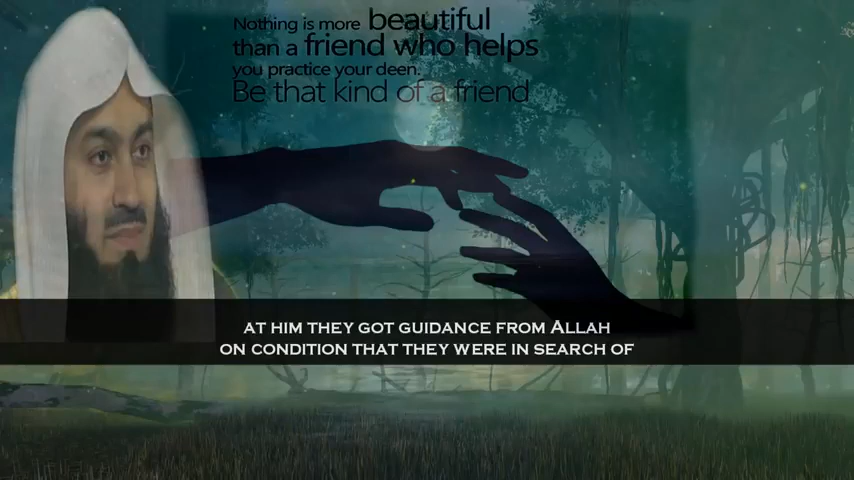 Nothing is more beautiful
than a friend who helps
you practice your deen.
Be that kind of a friend
AT HIM THEY GOT GUIDANCE FROM ALLAH
ON CONDITION THAT THEY WERE IN SEARCH OF